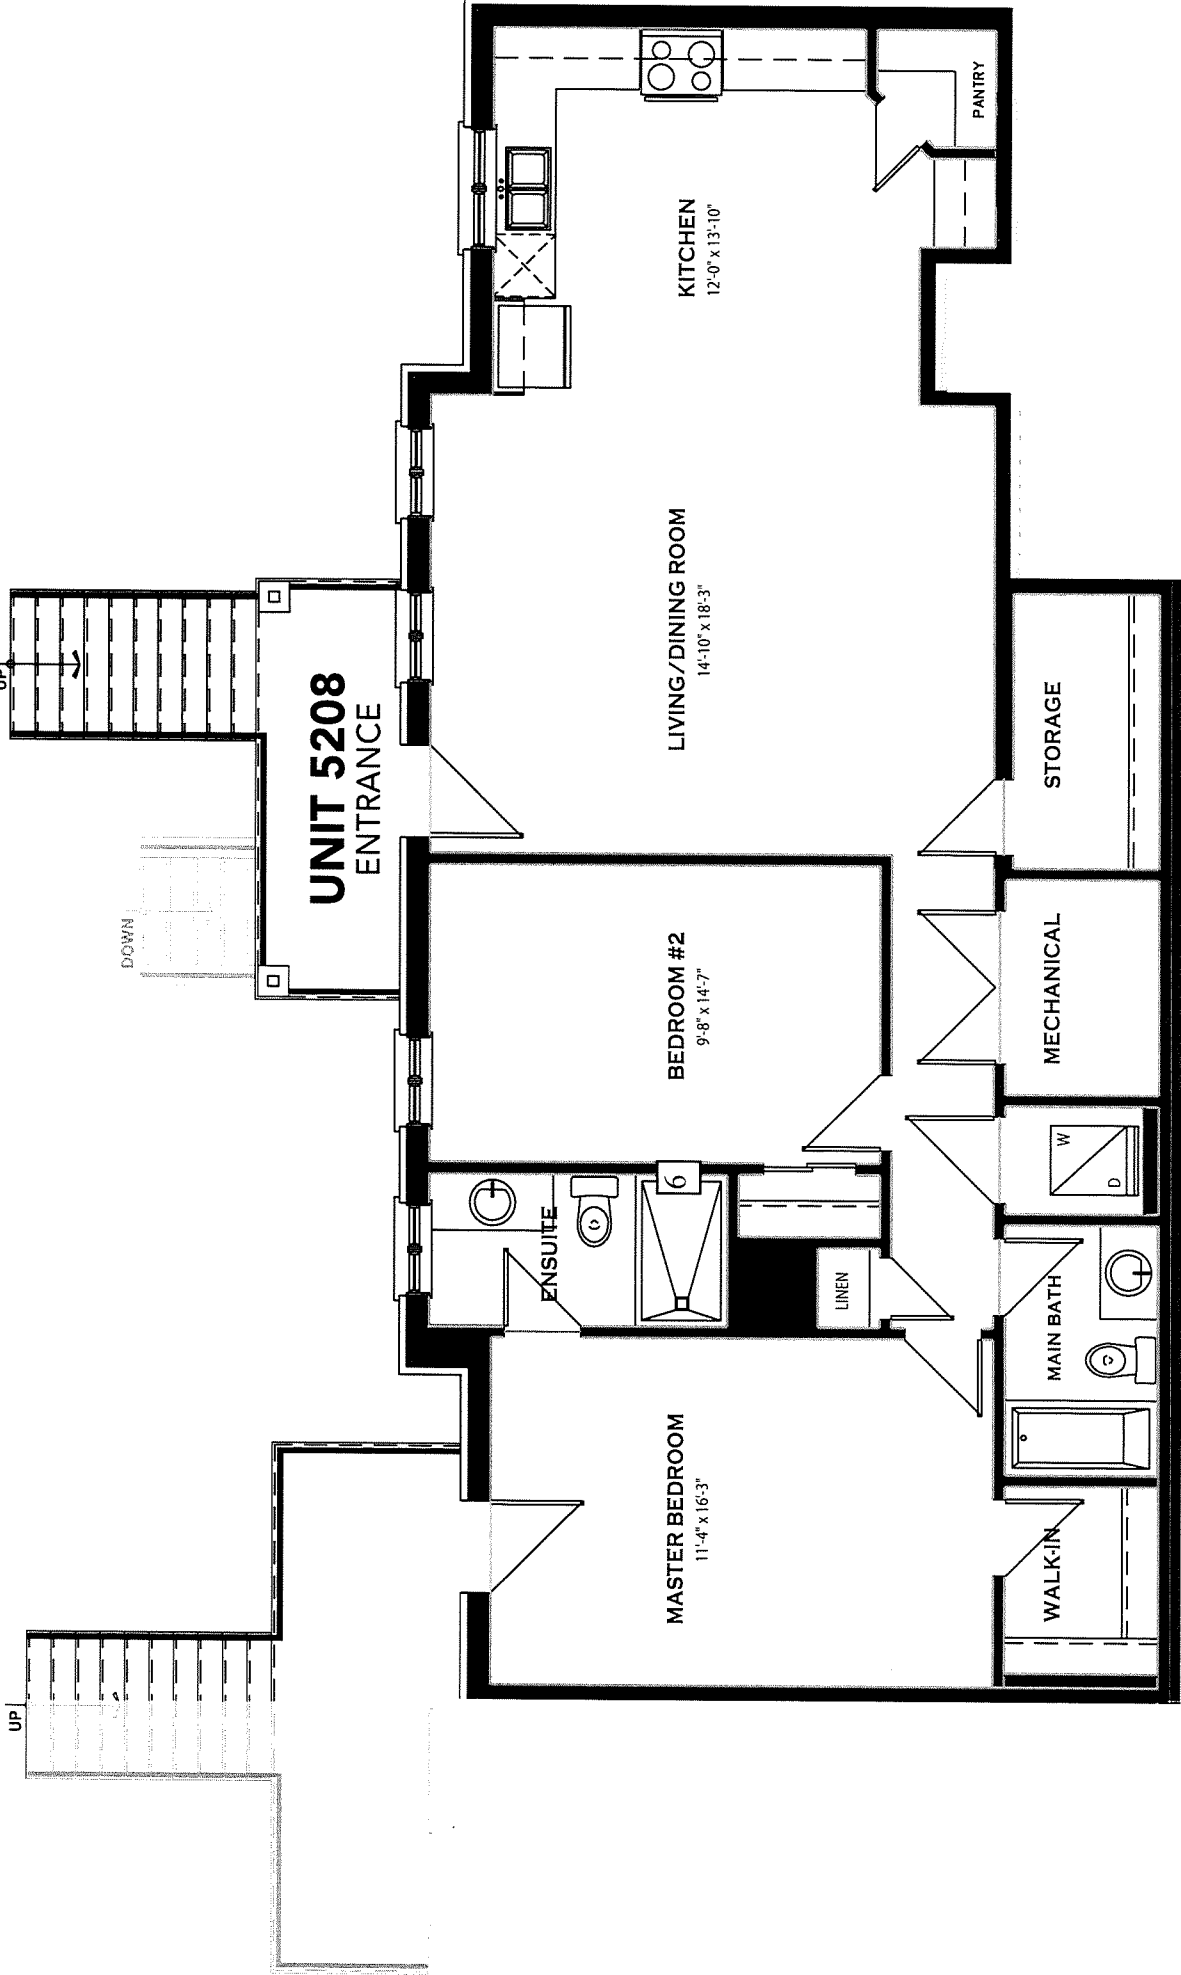 UP
UP
DOWN
UNIT 5208
ENTRANCE
ENSUITE
6
LINEN
MASTER BEDROOM
11'-4" x 16'-3"
BEDROOM #2
9'-8" x 14'-7"
LIVING/DINING ROOM
14'-10" x 18'-3"
KITCHEN
12'-0" x 13'-10"
PANTRY
WALK-IN
MAIN BATH
W
D
MECHANICAL
STORAGE